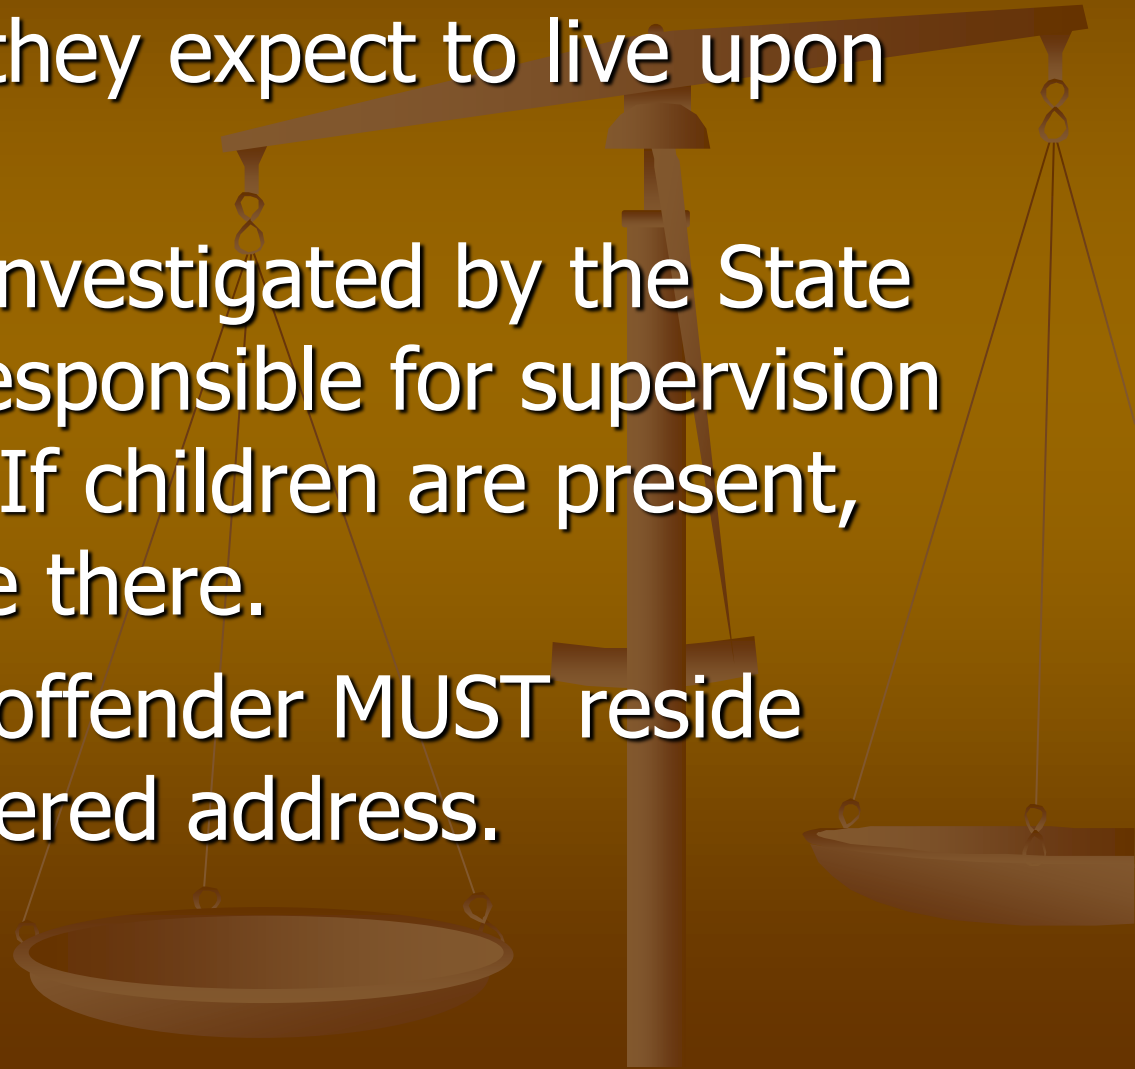 they expect to live upon
nvestigated by the State
esponsible for supervision
If children are present,
e there.
offender MUST reside
ered address.